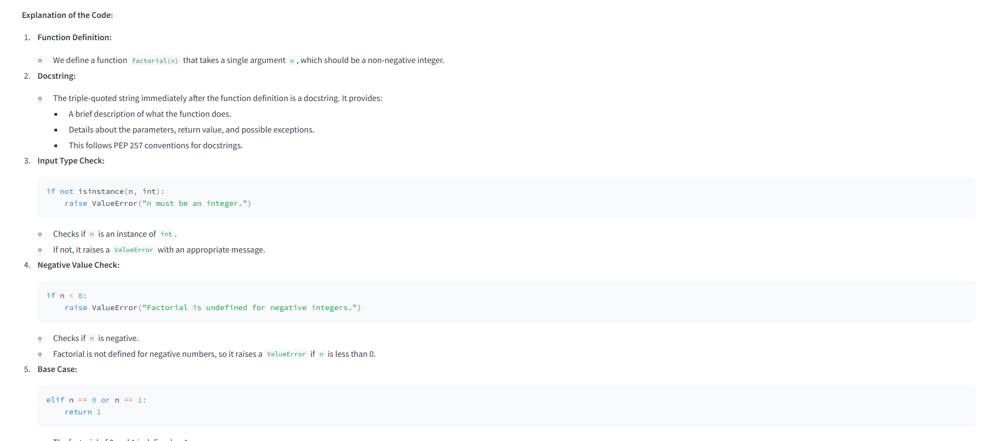 Explanation of the Code:
1. Function Definition:
We define a function factorial(n) that takes a single argument n , which should be a non-negative integer.
2. Docstring:
The triple-quoted string immediately after the function definition is a docstring. It provides:
A brief description of what the function does.
Details about the parameters, return value, and possible exceptions.
This follows PEP 257 conventions for docstrings.
3. Input Type Check:
if not isinstance(n, int):
    raise ValueError("n must be an integer.")
Checks if n is an instance of int .
If not, it raises a ValueError with an appropriate message.
4. Negative Value Check:
if n < 0:
    raise ValueError("Factorial is undefined for negative integers.")
Checks if n is negative.
Factorial is not defined for negative numbers, so it raises a ValueError if n is less than 0.
5. Base Case:
elif n == 0 or n == 1:
    return 1